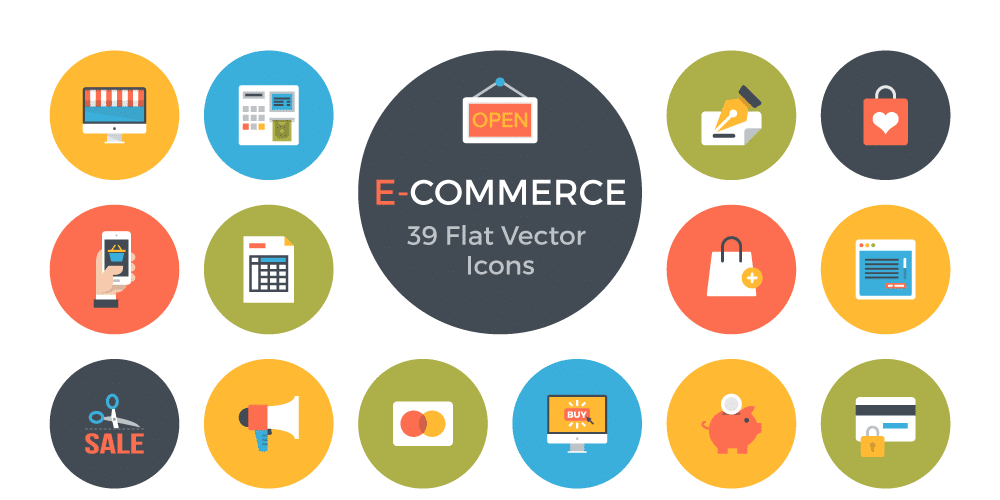 OPEN
E-COMMERCE
39 Flat Vector
Icons
SALE
BUY